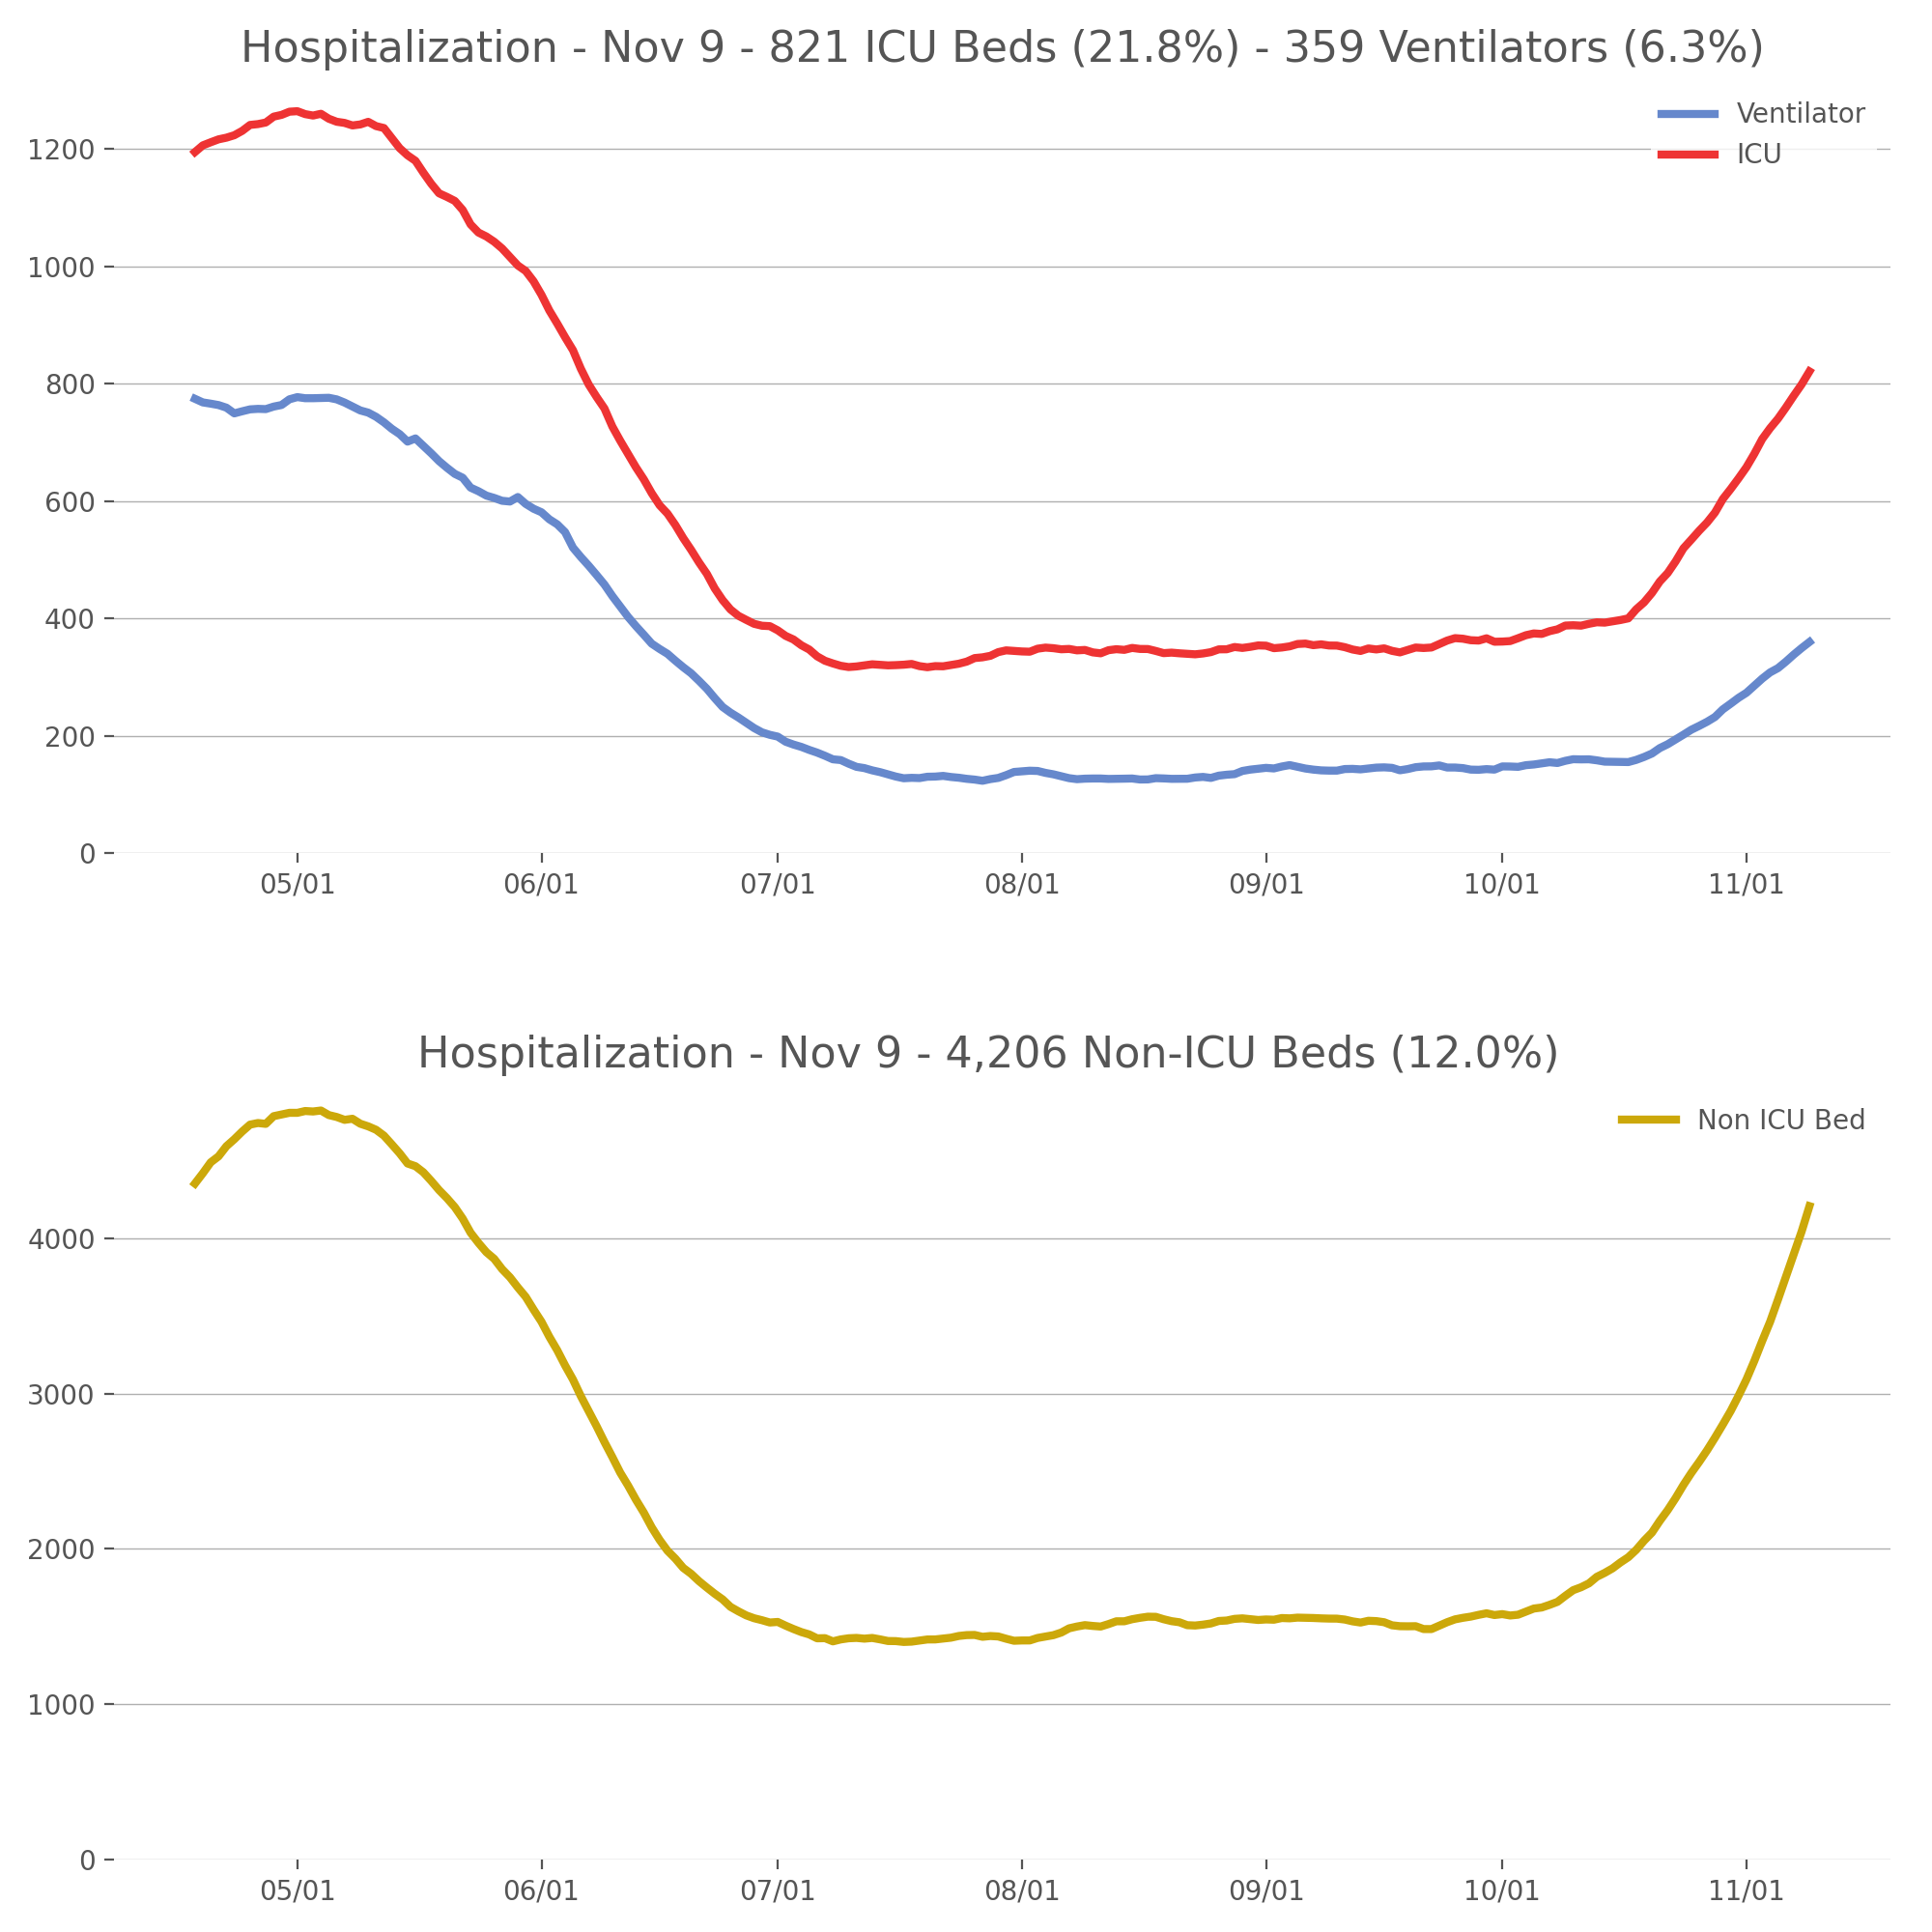 Hospitalization - Nov 9 - 821 ICU Beds (21.8%) - 359 Ventilators (6.3%)
Ventilator
ICU
1200
1000
800
600
400
200
0
05/01 06/01 07/01 08/01 09/01 10/01 11/01
Hospitalization - Nov 9 - 4,206 Non-ICU Beds (12.0%)
Non ICU Bed
4000
3000
2000
1000
0
05/01 06/01 07/01 08/01 09/01 10/01 11/01